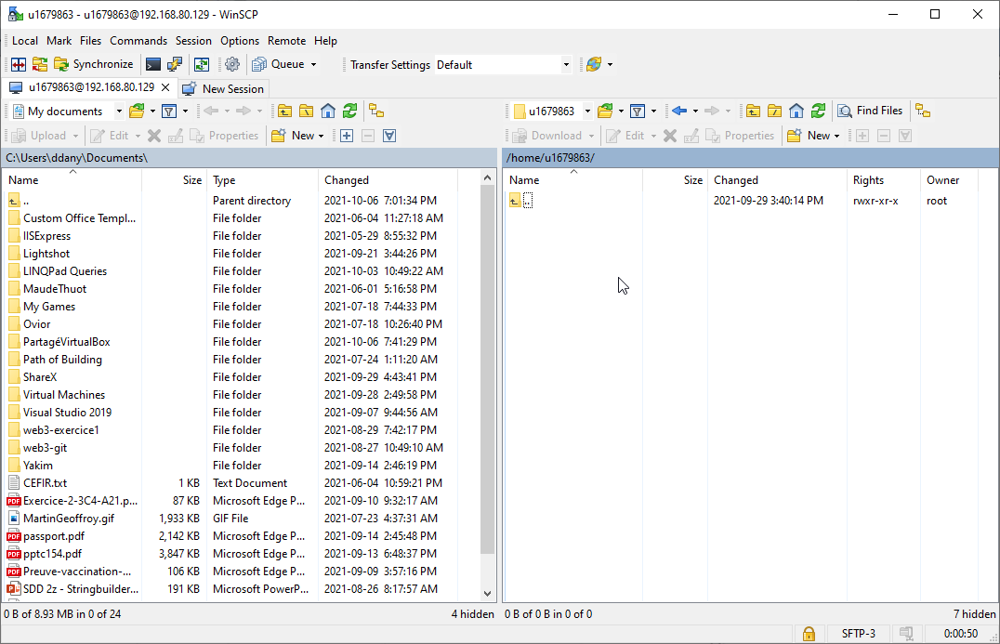 u1679863 - u1679863@192.168.80.129 - WinSCP
Local Mark Files Commands Session Options Remote Help
Synchronize Queue Transfer Settings Default
u1679863@192.168.80.129 New Session
My documents u1679863 Find Files
Upload Edit Properties New Download Edit Properties New
C:\Users\ddany\Documents\ /home/u1679863/
Name Size Type Changed Name Size Changed Rights Owner
.. Parent directory 2021-10-06 7:01:34 PM .. 2021-09-29 3:40:14 PM rwxr-xr-x root
Custom Office Templ... File folder 2021-06-04 11:27:18 AM
IISExpress File folder 2021-05-29 8:55:32 PM
Lightshot File folder 2021-09-21 3:44:26 PM
LINQPad Queries File folder 2021-10-03 10:49:22 AM
MaudeThuot File folder 2021-06-01 5:16:58 PM
My Games File folder 2021-07-18 7:44:33 PM
Ovior File folder 2021-07-18 10:26:40 PM
PartagéVirtualBox File folder 2021-10-06 7:41:29 PM
Path of Building File folder 2021-07-24 1:11:20 AM
ShareX File folder 2021-09-29 4:43:41 PM
Virtual Machines File folder 2021-09-28 2:49:58 PM
Visual Studio 2019 File folder 2021-09-07 9:44:56 AM
web3-exercice1 File folder 2021-08-29 7:42:17 PM
web3-git File folder 2021-08-27 10:49:10 AM
Yakim File folder 2021-09-14 2:46:19 PM
CEFIR.txt 1 KB Text Document 2021-06-04 10:59:21 PM
PDF Exercice-2-3C4-A21.p... 87 KB Microsoft Edge P... 2021-09-10 9:32:17 AM
MartinGeoffroy.gif 1,933 KB GIF File 2021-07-23 4:37:31 AM
PDF passport.pdf 2,142 KB Microsoft Edge P... 2021-09-14 2:45:48 PM
PDF pptc154.pdf 3,847 KB Microsoft Edge P... 2021-09-13 6:48:37 PM
PDF Preuve-vaccination-... 106 KB Microsoft Edge P... 2021-09-09 3:57:16 PM
SDD 2z - Stringbuilder... 191 KB Microsoft PowerP... 2021-08-26 8:17:57 AM
0 B of 8.93 MB in 0 of 24 4 hidden 0 B of 0 B in 0 of 0 7 hidden
SFTP-3 0:00:50